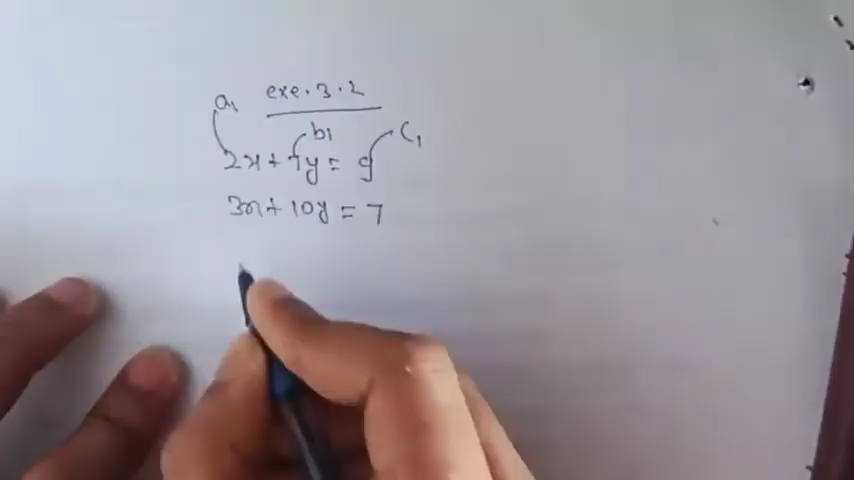 exe. 3.2
a₁ b₁ c₁
2x + 7y = 9
3x + 10y = 7